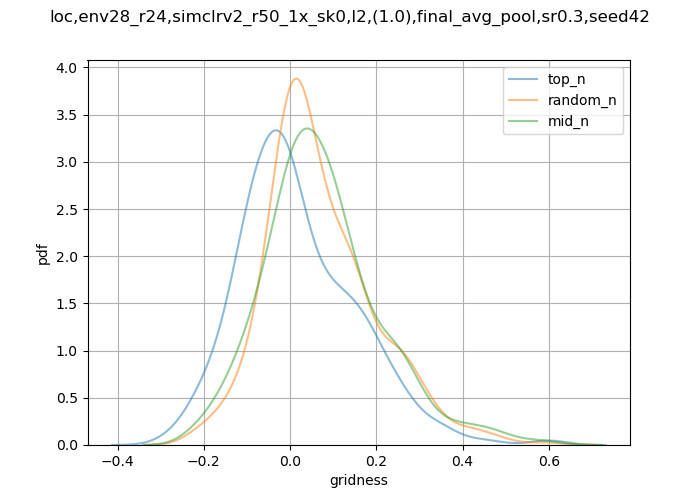 loc,env28_r24,simclrv2_r50_1x_sk0,l2,(1.0),final_avg_pool,sr0.3,seed42
4.0
3.5
3.0
2.5
2.0
1.5
1.0
0.5
0.0
pdf
top_n
random_n
mid_n
−0.4 −0.2 0.0 0.2 0.4 0.6
gridness